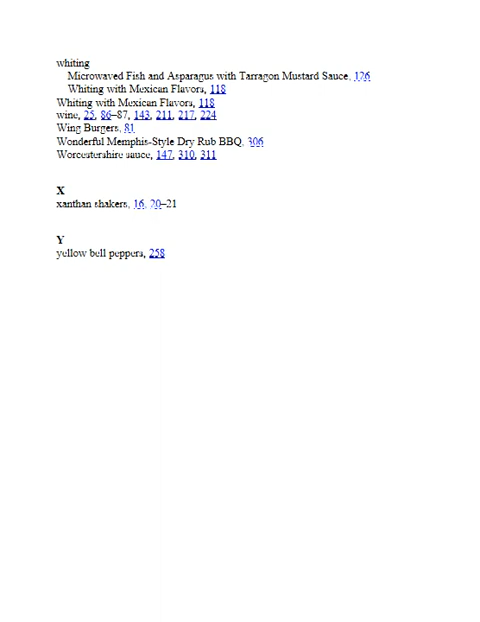 whiting
Microwaved Fish and Asparagus with Tarragon Mustard Sauce, 126
Whiting with Mexican Flavors, 118
Whiting with Mexican Flavors, 118
wine, 25, 86–87, 143, 211, 217, 224
Wing Burgers, 81
Wonderful Memphis-Style Dry Rub BBQ, 306
Worcestershire sauce, 147, 310, 311
X
xanthan shakers, 16, 20–21
Y
yellow bell peppers, 258